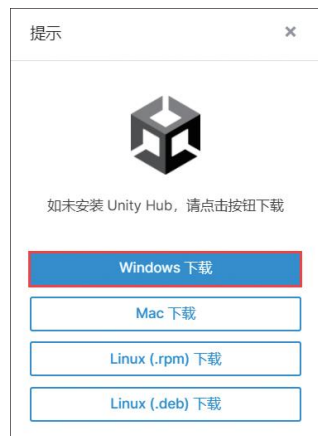 提示
×
如未安装 Unity Hub，请点击按钮下载
Windows 下载
Mac 下载
Linux (.rpm) 下载
Linux (.deb) 下载